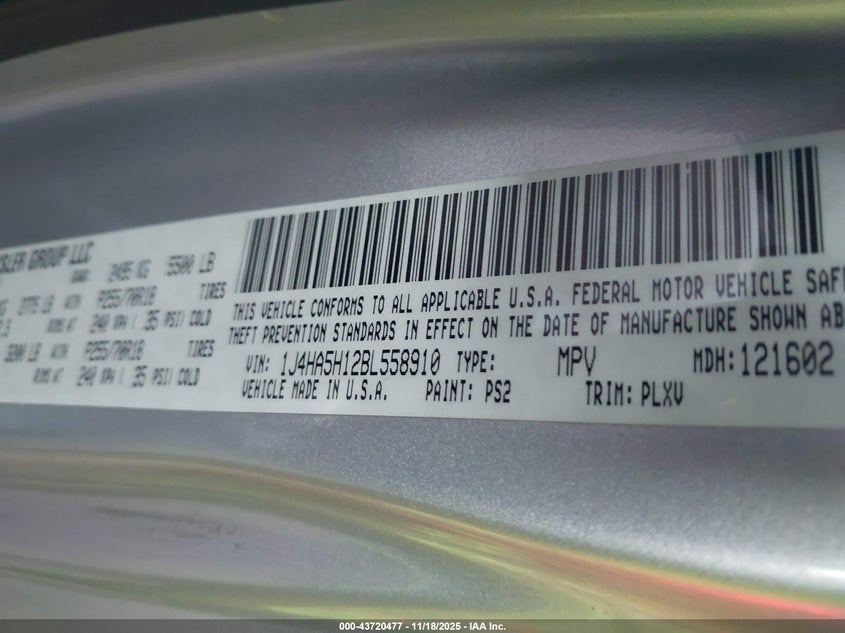 SLER GROUP LLC
2495 KG 5500 LB
2775 LB WITH P255/70R18 TIRES
RIMS AT 240 KPA ( 35 PSI) COLD
3200 LB WITH P255/70R18 TIRES
RIMS AT 240 KPA ( 35 PSI) COLD
THIS VEHICLE CONFORMS TO ALL APPLICABLE U.S.A. FEDERAL MOTOR VEHICLE SAF
THEFT PREVENTION STANDARDS IN EFFECT ON THE DATE OF MANUFACTURE SHOWN AB
VIN: 1J4HA5H12BL558910 TYPE: MPV MDH: 121602
VEHICLE MADE IN U.S.A. PAINT: PS2 TRIM: PLXV
000-43720477 - 11/18/2025 - IAA Inc.